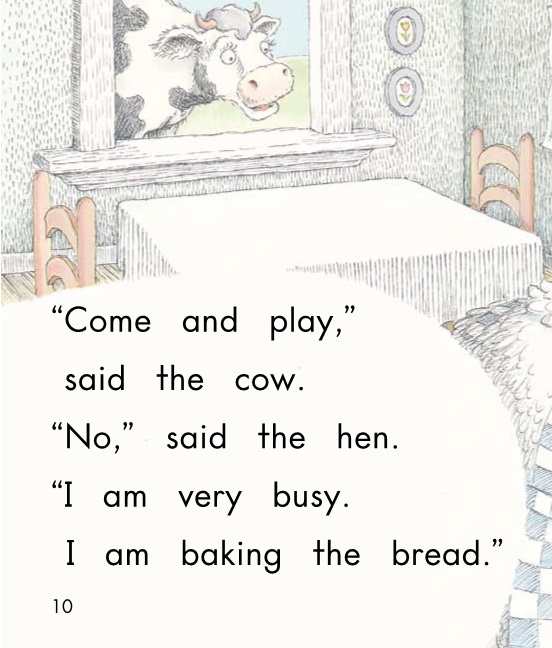 “Come and play,”
said the cow.
“No,” said the hen.
“I am very busy.
I am baking the bread.”
10